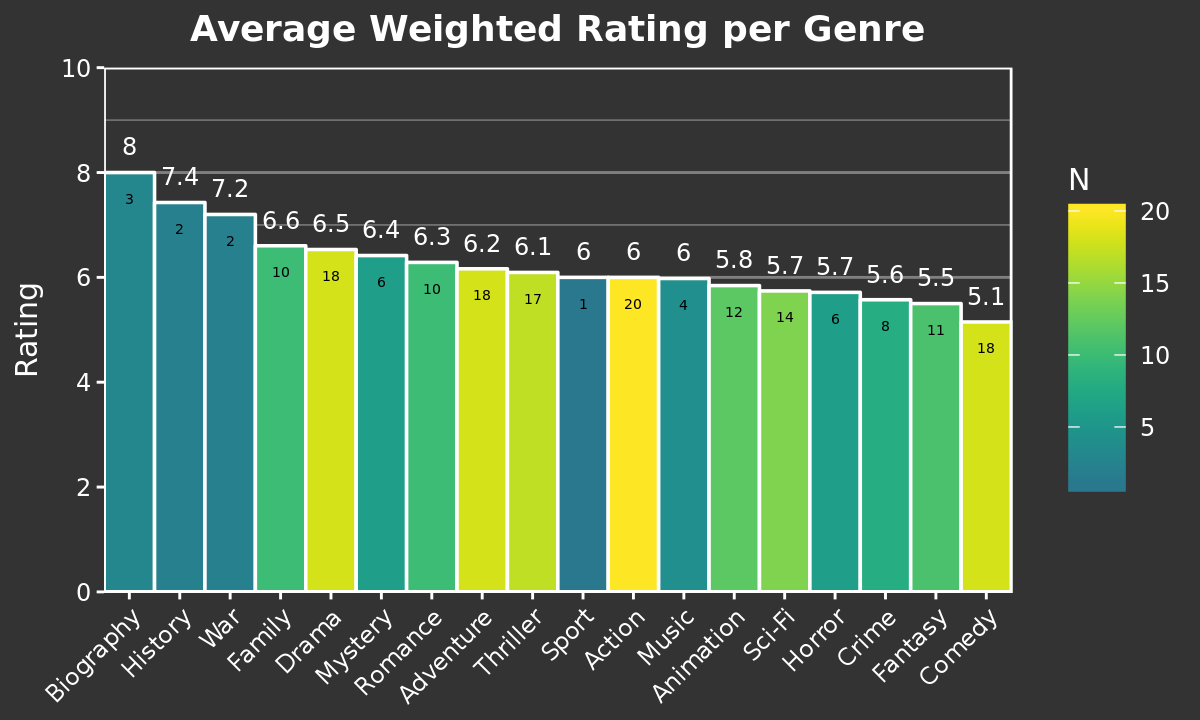 Average Weighted Rating per Genre
Rating
10
8
6
4
2
0
8
7.4
7.2
6.6
6.5
6.4
6.3
6.2
6.1
6
6
6
5.8
5.7
5.7
5.6
5.5
5.1
3
2
2
10
18
6
10
18
17
1
20
4
12
14
6
8
11
18
Biography
History
War
Family
Drama
Mystery
Romance
Adventure
Thriller
Sport
Action
Music
Animation
Sci-Fi
Horror
Crime
Fantasy
Comedy
N
20
15
10
5